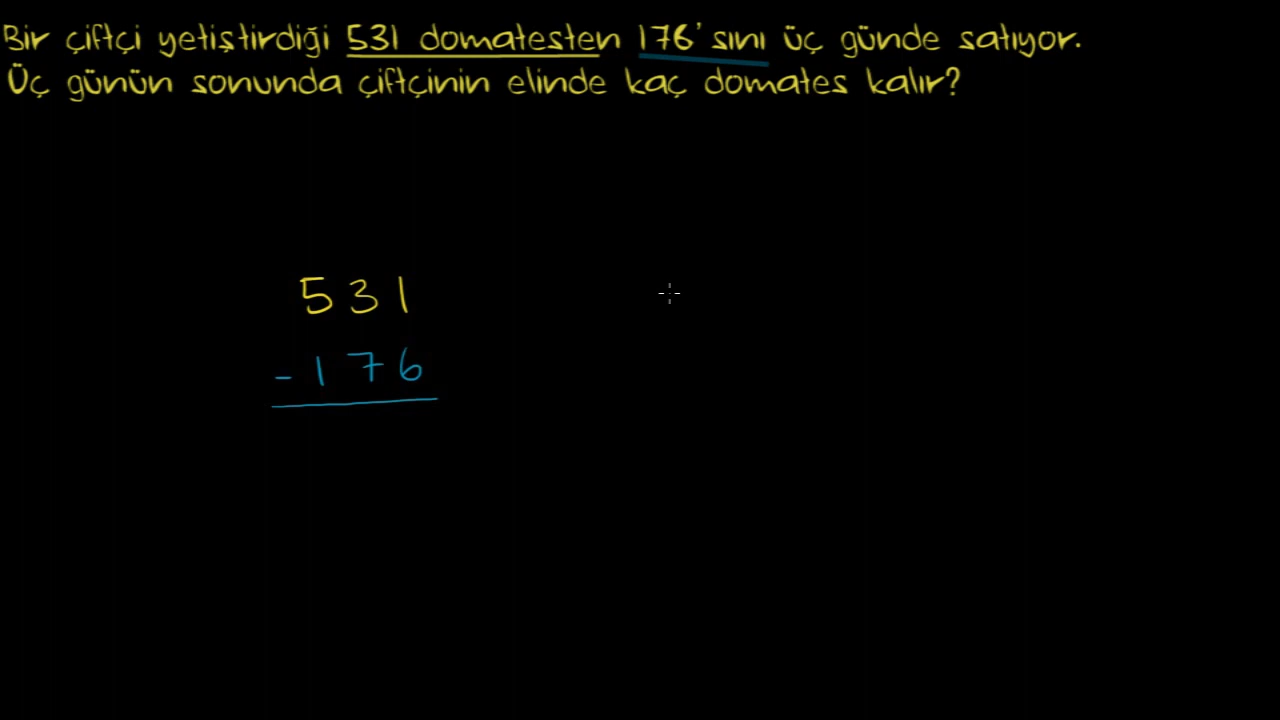 Bir çiftçi yetiştirdiği 531 domatesten 176'sını üç günde satıyor.
Üç günün sonunda çiftçinin elinde kaç domates kalır?
531
- 176